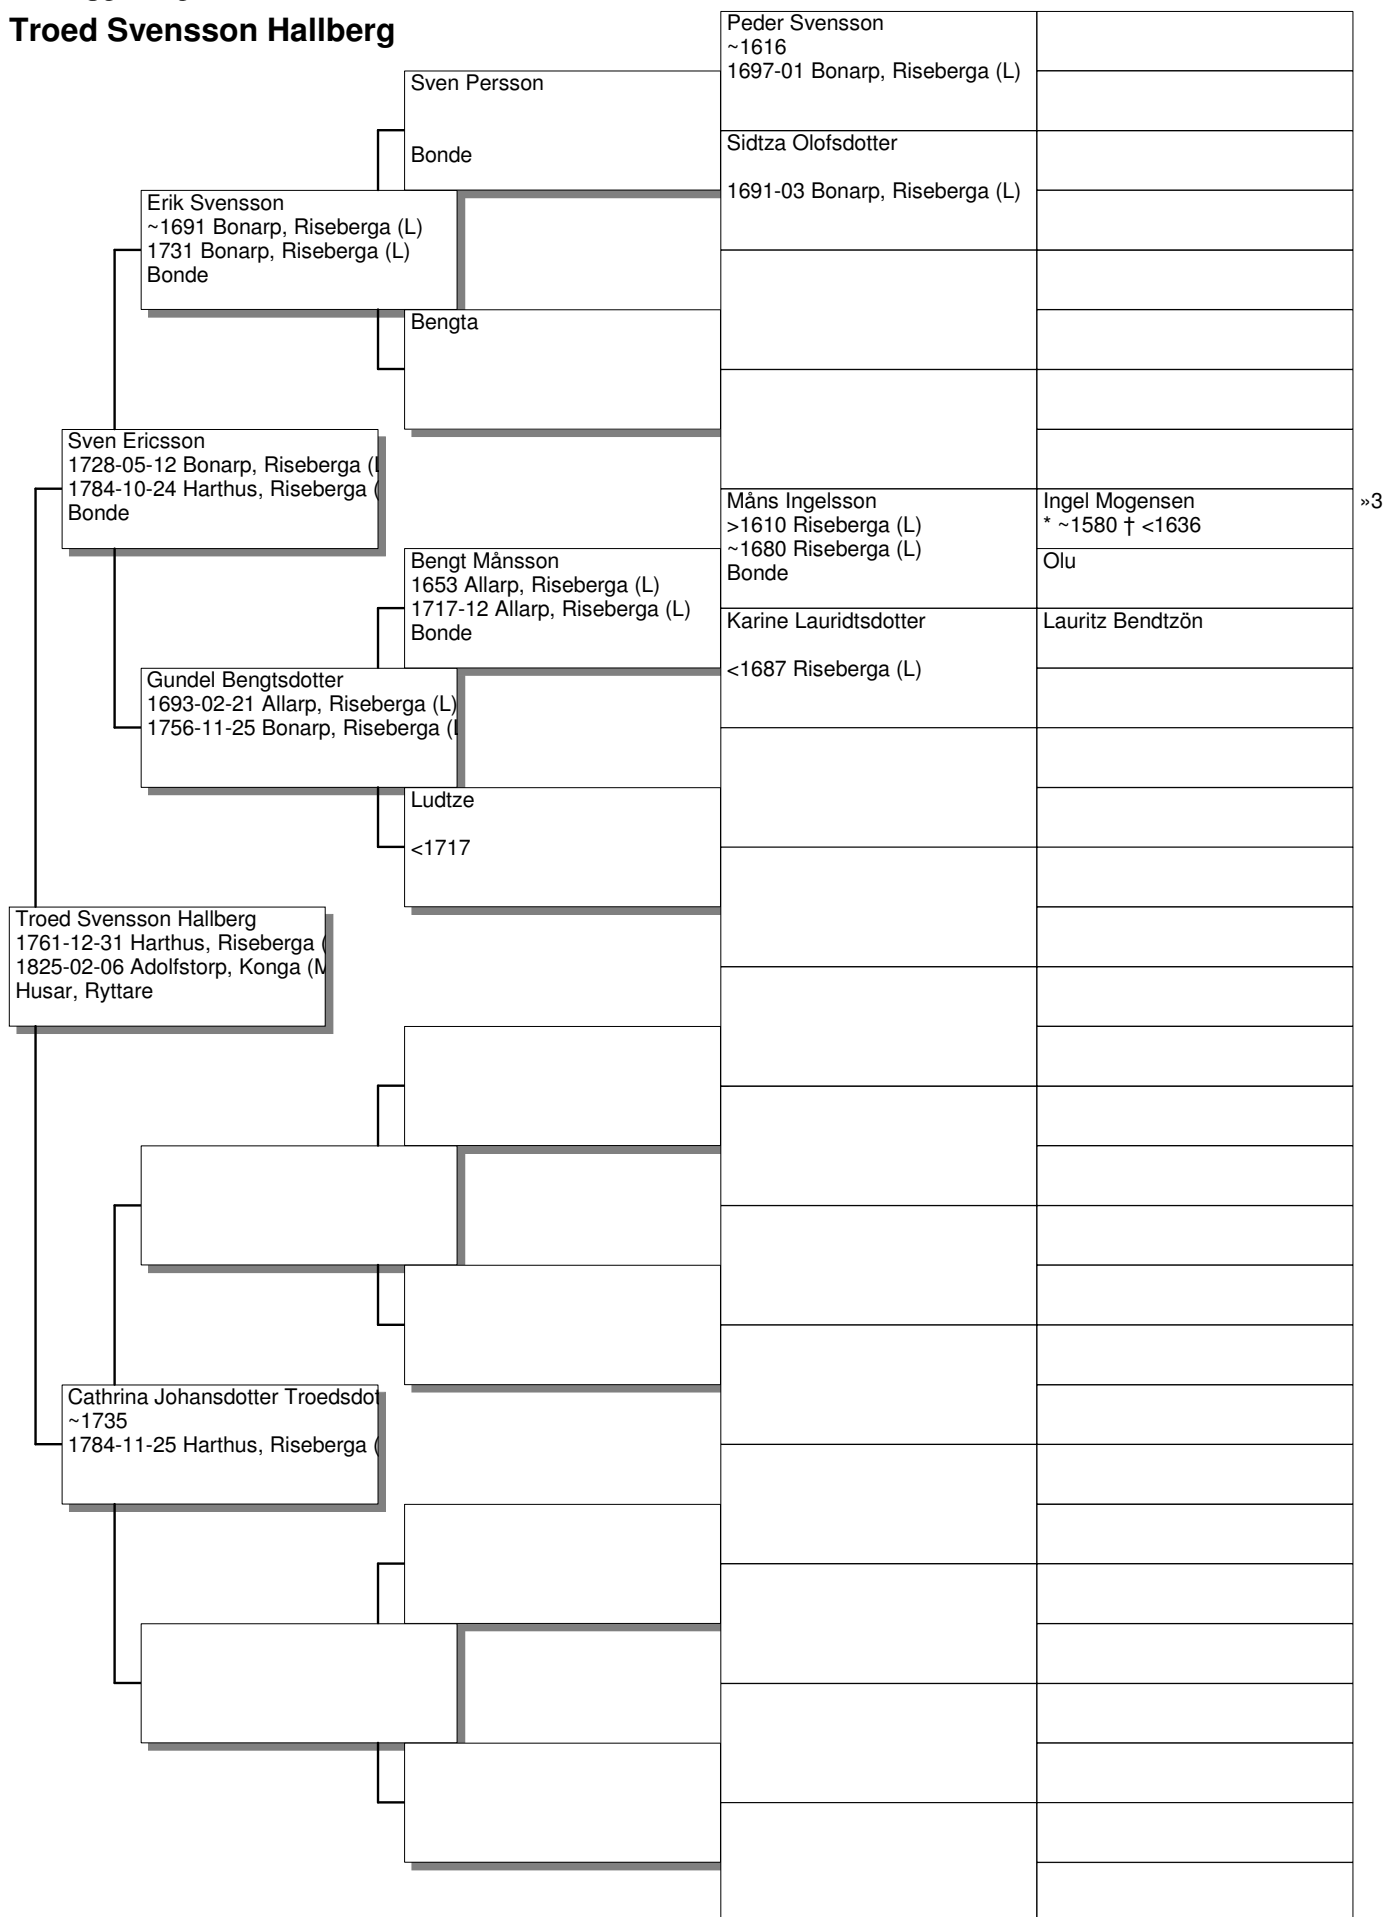 Troed Svensson Hallberg
Peder Svensson
~1616
1697-01 Bonarp, Riseberga (L)
Sven Persson
Bonde
Sidtza Olofsdotter
1691-03 Bonarp, Riseberga (L)
Erik Svensson
~1691 Bonarp, Riseberga (L)
1731 Bonarp, Riseberga (L)
Bonde
Bengta
Sven Ericsson
1728-05-12 Bonarp, Riseberga (
1784-10-24 Harthus, Riseberga (
Bonde
Måns Ingelsson
>1610 Riseberga (L)
~1680 Riseberga (L)
Bonde
Ingel Mogensen
* ~1580 † <1636
»3
Olu
Bengt Månsson
1653 Allarp, Riseberga (L)
1717-12 Allarp, Riseberga (L)
Bonde
Karine Lauridtsdotter
<1687 Riseberga (L)
Lauritz Bendtzön
Gundel Bengtsdotter
1693-02-21 Allarp, Riseberga (L)
1756-11-25 Bonarp, Riseberga (
Ludtze
<1717
Troed Svensson Hallberg
1761-12-31 Harthus, Riseberga (
1825-02-06 Adolfstorp, Konga (M
Husar, Ryttare
Cathrina Johansdotter Troedsdot
~1735
1784-11-25 Harthus, Riseberga (